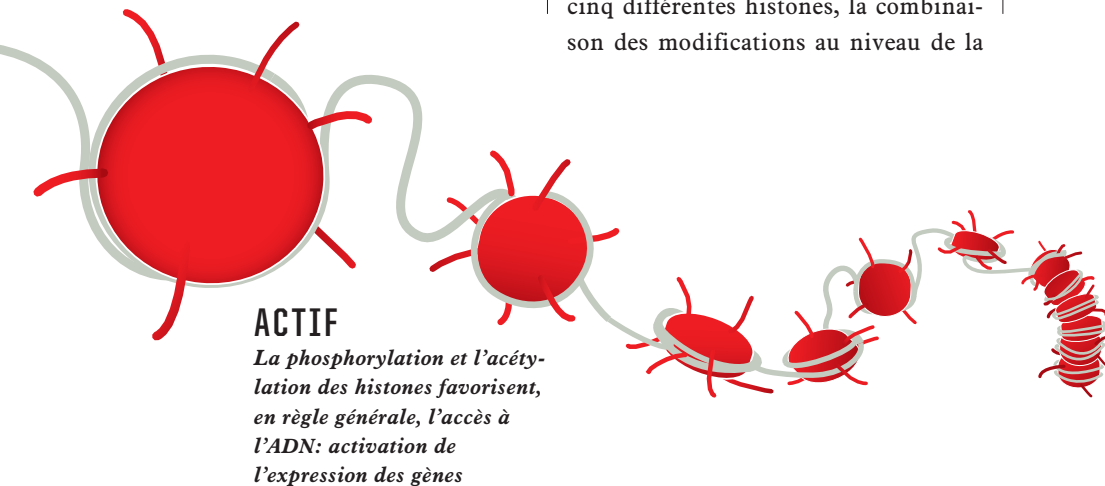 cinq différentes histones, la combinai-
son des modifications au niveau de la
ACTIF
La phosphorylation et l'acéty-
lation des histones favorisent,
en règle générale, l'accès à
l'ADN: activation de
l'expression des gènes